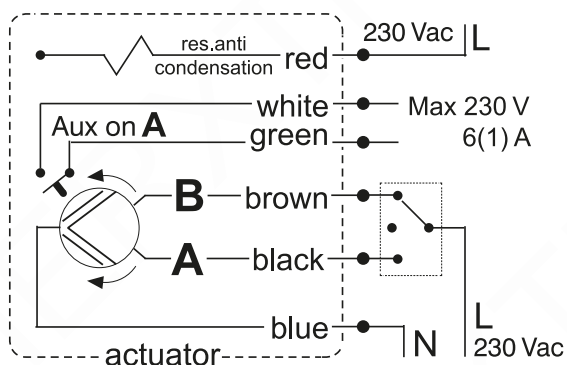 230 Vac L
res.anti
condensation
red
white
Max 230 V
Aux on A
green
6(1) A
B
brown
A
black
blue
N
L
230 Vac
actuator